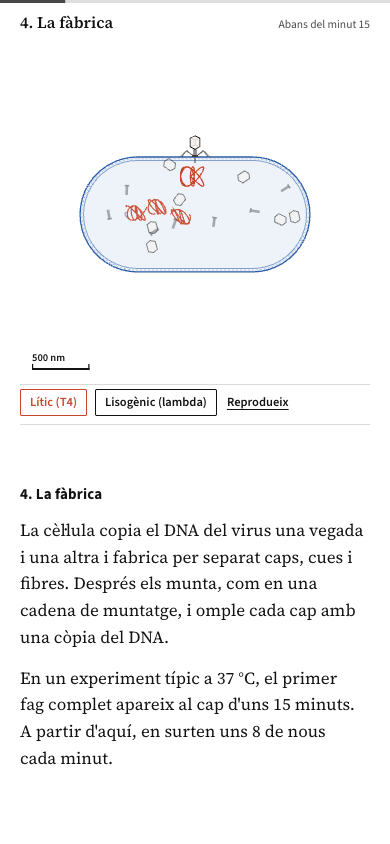 4. La fàbrica
Abans del minut 15
500 nm
Lític (T4)
Lisogènic (lambda)
Reprodueix
4. La fàbrica
La cèl·lula copia el DNA del virus una vegada
i una altra i fabrica per separat caps, cues i
fibres. Després els munta, com en una
cadena de muntatge, i omple cada cap amb
una còpia del DNA.
En un experiment típic a 37 °C, el primer
fag complet apareix al cap d'uns 15 minuts.
A partir d'aquí, en surten uns 8 de nous
cada minut.